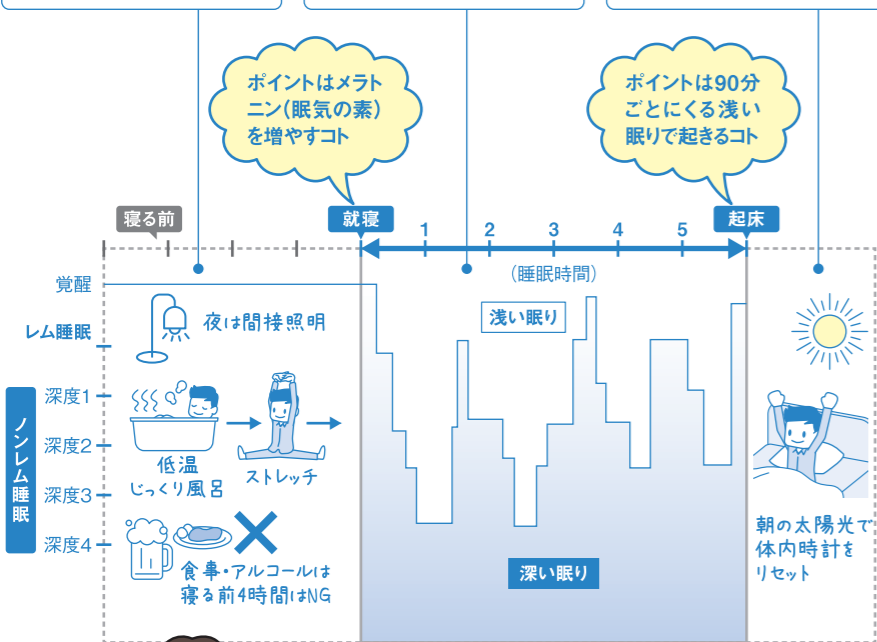 ポイントはメラト
ニン(眠気の素)
を増やすコト
ポイントは90分
ごとにくる浅い
眠りで起きるコト
寝る前
就寝
1
2
3
4
5
起床
(睡眠時間)
覚醒
レム睡眠
ノンレム睡眠
深度1
深度2
深度3
深度4
夜は間接照明
低温
じっくり風呂
ストレッチ
食事・アルコールは
寝る前4時間はNG
浅い眠り
深い眠り
朝の太陽光で
体内時計を
リセット